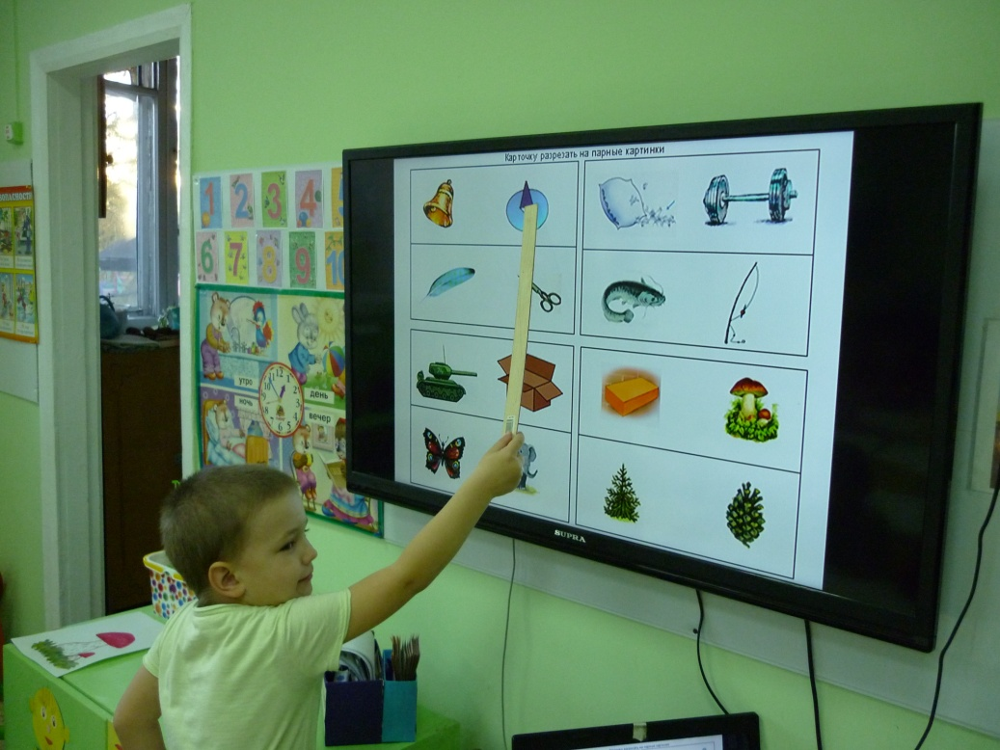 Карточку разрезать на парные картинки
1 2 3 4
6 7 8 9 10
утро
день
ночь
вечер
SUPRA